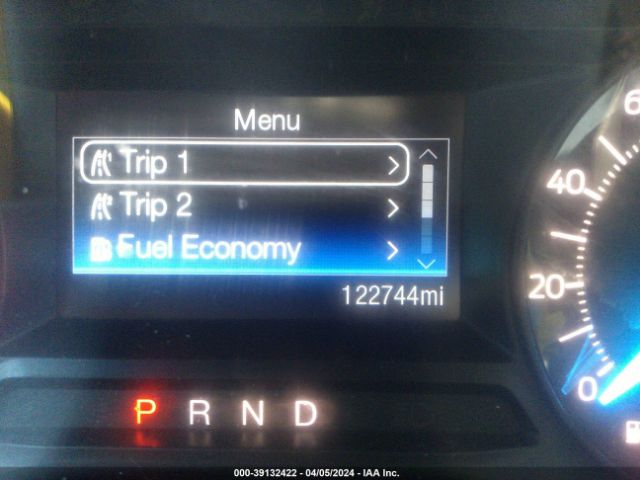 Menu
Trip 1
Trip 2
Fuel Economy
122744mi
P R N D
40
20
0
000-39132422 - 04/05/2024 - IAA Inc.